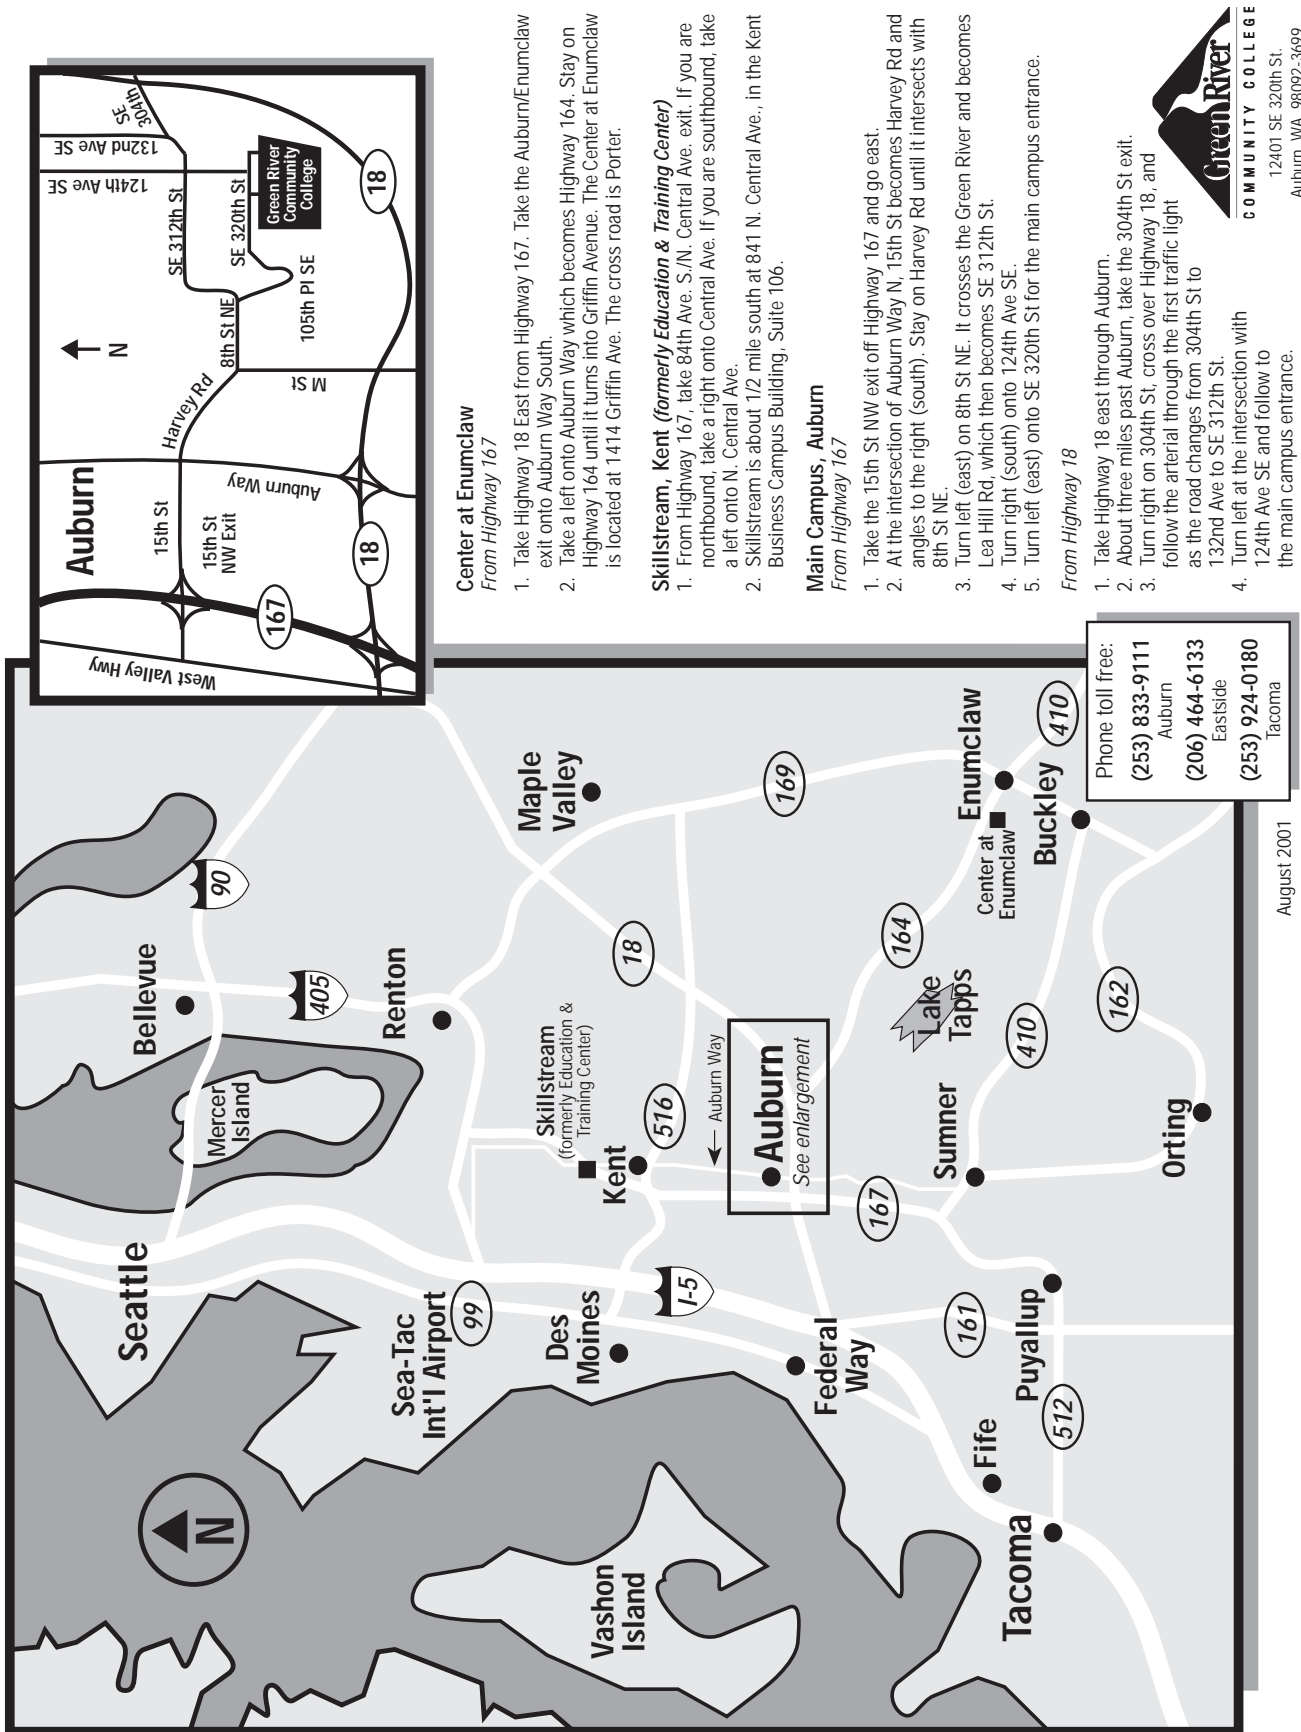 Seattle
Bellevue
Mercer
Island
90
405
Renton
Sea-Tac
Int'l Airport
99
Des
Moines
Skillstream
(formerly Education &
Training Center)
Kent
516
18
Maple
Valley
I-5
← Auburn Way
Auburn
See enlargement
169
Federal
Way
167
164
Lake
Tapps
Enumclaw
Center at
Enumclaw
Buckley
410
410
Sumner
161
Puyallup
512
162
Orting
Fife
Tacoma
Vashon
Island
N
Auburn
N
West Valley Hwy
167
15th St
15th St
NW Exit
18
Auburn Way
Harvey Rd
M St
8th St NE
105th Pl SE
SE 312th St
SE 320th St
124th Ave SE
132nd Ave SE
SE
304th
Green River
Community
College
18
Center at Enumclaw
From Highway 167
1. Take Highway 18 East from Highway 167. Take the Auburn/Enumclaw
exit onto Auburn Way South.
2. Take a left onto Auburn Way which becomes Highway 164. Stay on
Highway 164 until it turns into Griffin Avenue. The Center at Enumclaw
is located at 1414 Griffin Ave. The cross road is Porter.
Skillstream, Kent (formerly Education & Training Center)
1. From Highway 167, take 84th Ave. S./N. Central Ave. exit. If you are
northbound, take a right onto Central Ave. If you are southbound, take
a left onto N. Central Ave.
2. Skillstream is about 1/2 mile south at 841 N. Central Ave., in the Kent
Business Campus Building, Suite 106.
Main Campus, Auburn
From Highway 167
1. Take the 15th St NW exit off Highway 167 and go east.
2. At the intersection of Auburn Way N, 15th St becomes Harvey Rd and
angles to the right (south). Stay on Harvey Rd until it intersects with
8th St NE.
3. Turn left (east) on 8th St NE. It crosses the Green River and becomes
Lea Hill Rd, which then becomes SE 312th St.
4. Turn right (south) onto 124th Ave SE.
5. Turn left (east) onto SE 320th St for the main campus entrance.
From Highway 18
1. Take Highway 18 east through Auburn.
2. About three miles past Auburn, take the 304th St exit.
3. Turn right on 304th St, cross over Highway 18, and
follow the arterial through the first traffic light
as the road changes from 304th St to
132nd Ave to SE 312th St.
4. Turn left at the intersection with
124th Ave SE and follow to
the main campus entrance.
Phone toll free:
(253) 833-9111
Auburn
(206) 464-6133
Eastside
(253) 924-0180
Tacoma
August 2001
Green River
COMMUNITY COLLEGE
12401 SE 320th St.
Auburn, WA 98092-3699